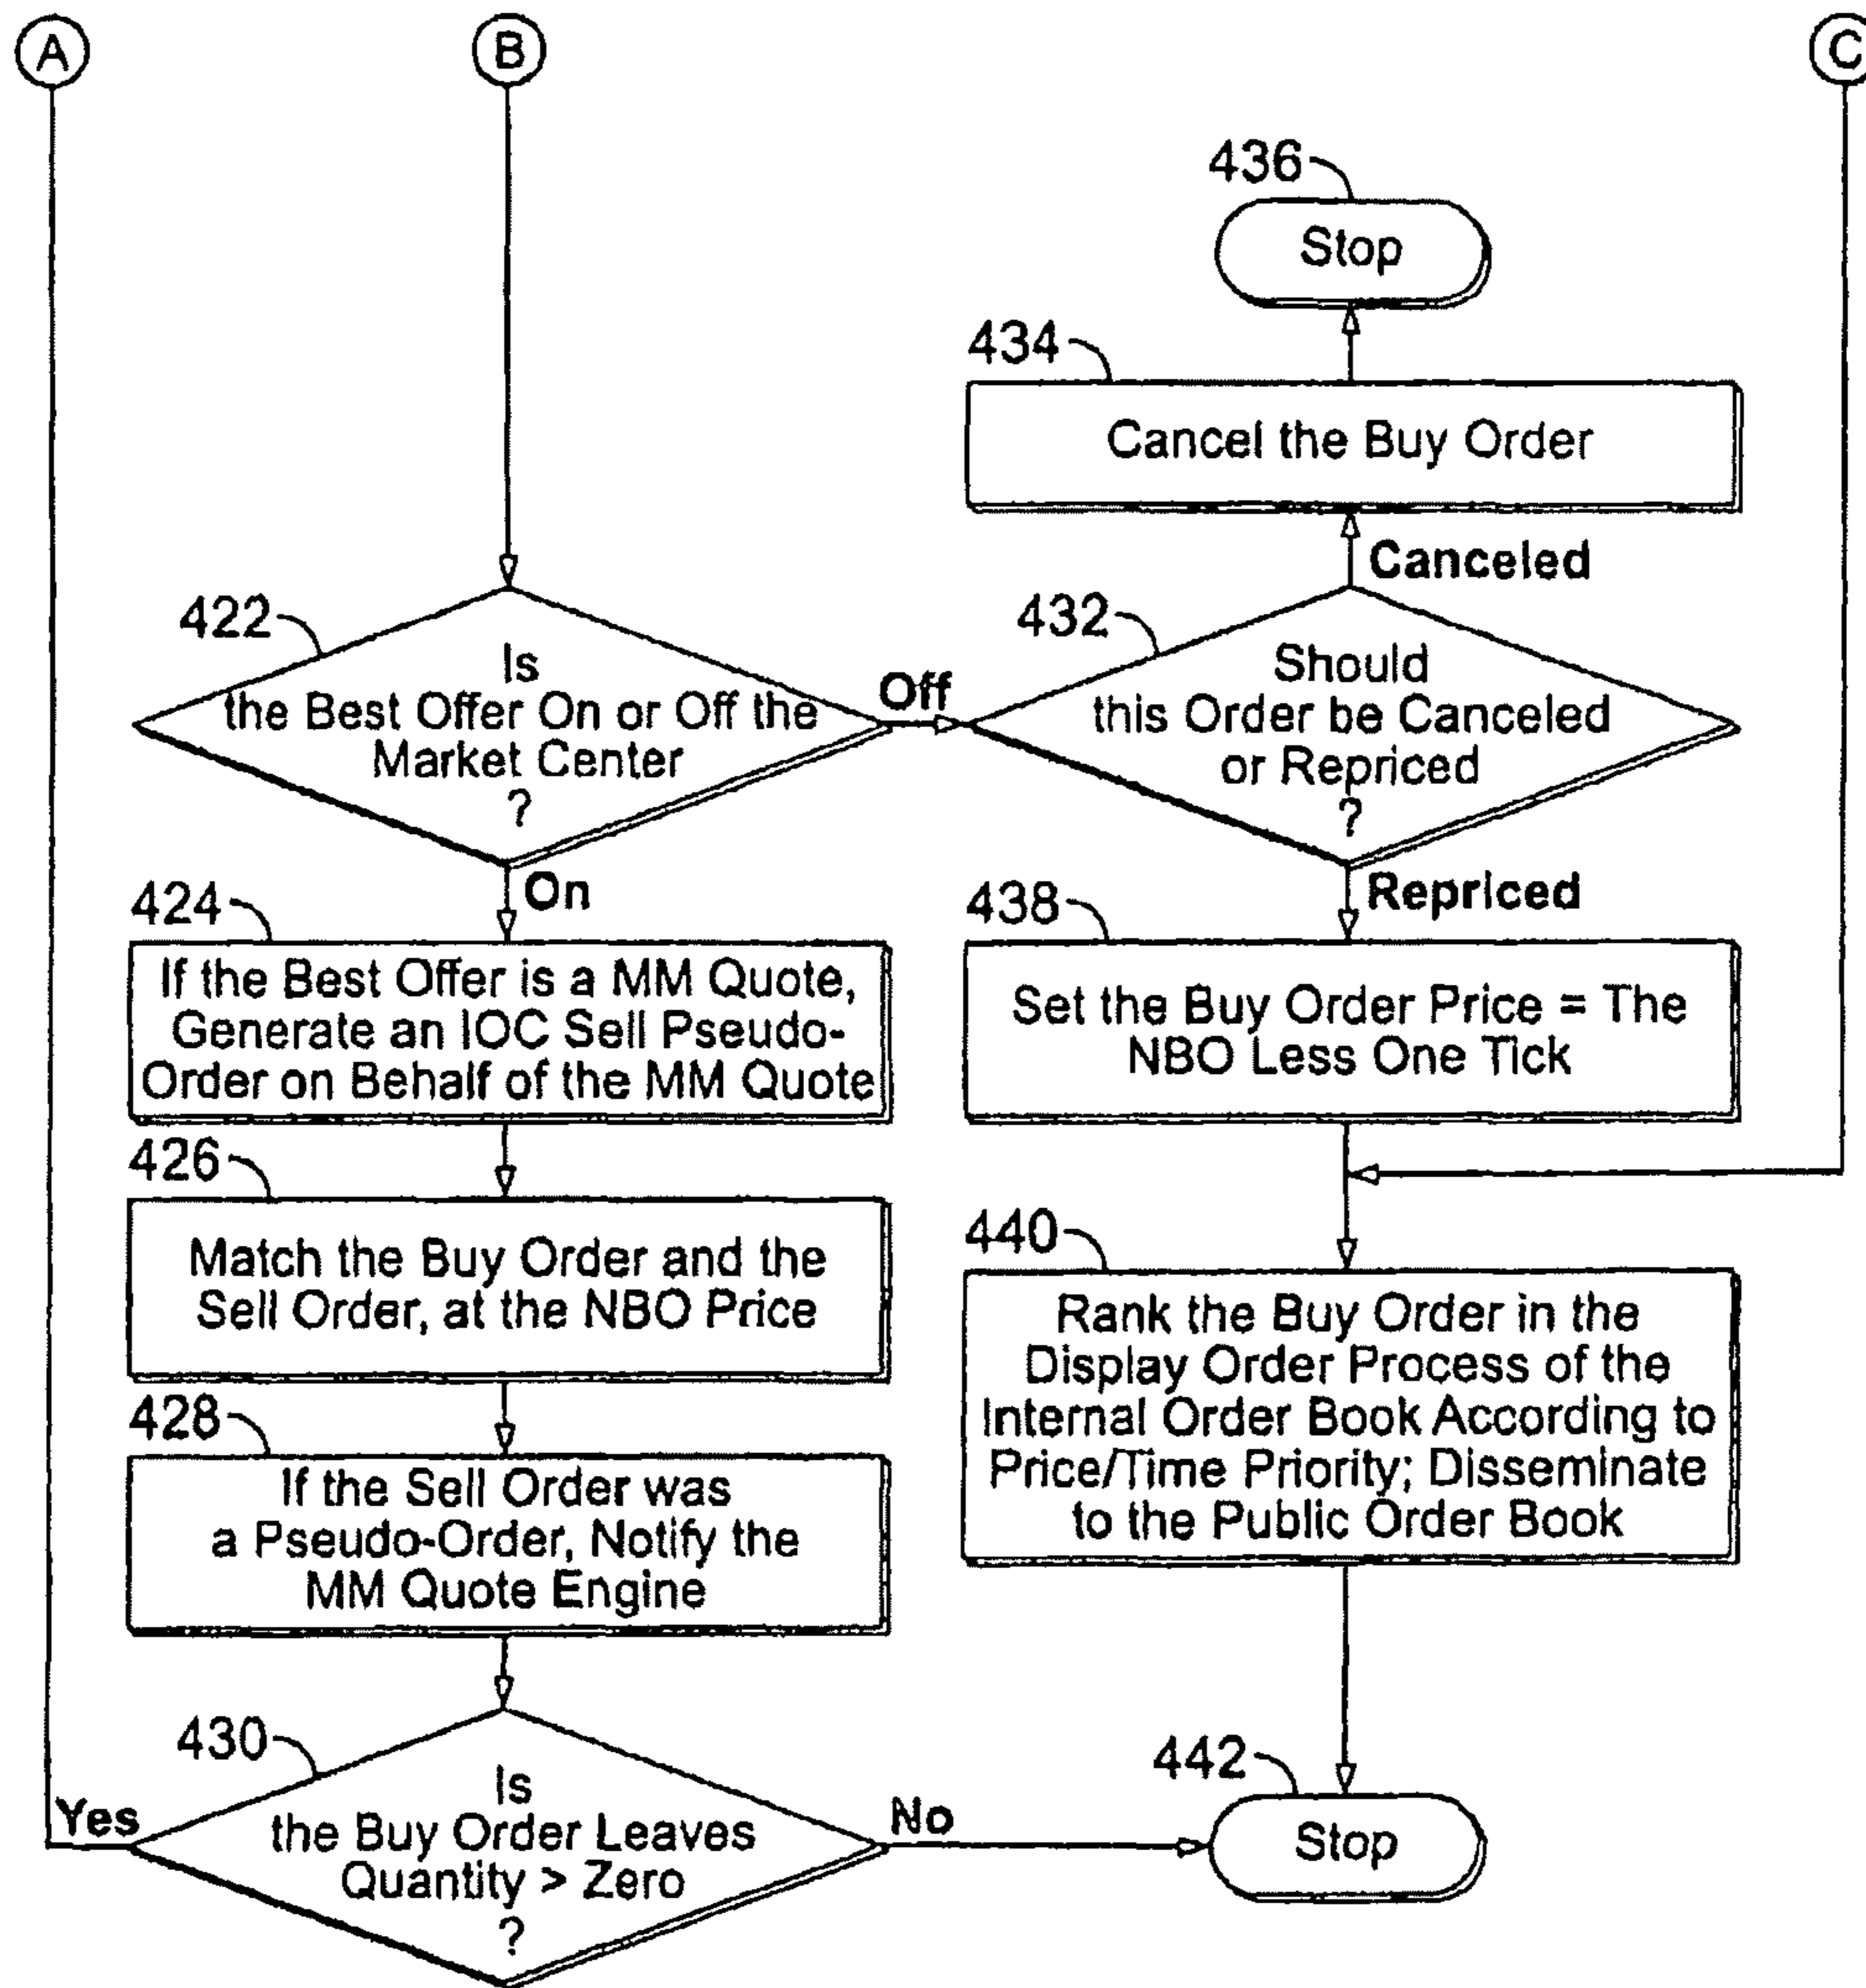 A
B
C
436
Stop
434
Cancel the Buy Order
Canceled
422
Is
the Best Offer On or Off the
Market Center
?
Off
432
Should
this Order be Canceled
or Repriced
?
On
Repriced
424
If the Best Offer is a MM Quote,
Generate an IOC Sell Pseudo-
Order on Behalf of the MM Quote
438
Set the Buy Order Price = The
NBO Less One Tick
426
Match the Buy Order and the
Sell Order, at the NBO Price
440
Rank the Buy Order in the
Display Order Process of the
Internal Order Book According to
Price/Time Priority; Disseminate
to the Public Order Book
428
If the Sell Order was
a Pseudo-Order, Notify the
MM Quote Engine
430
Is
the Buy Order Leaves
Quantity > Zero
?
Yes
No
442
Stop